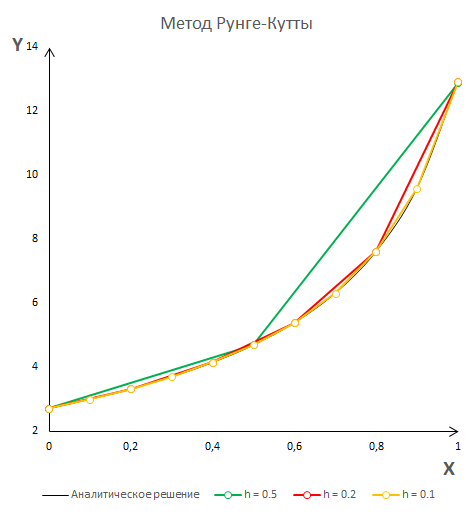 Метод Рунге-Кутты
Y
14
12
10
8
6
4
2
0 0,2 0,4 0,6 0,8 1
X
Аналитическое решение h = 0.5 h = 0.2 h = 0.1